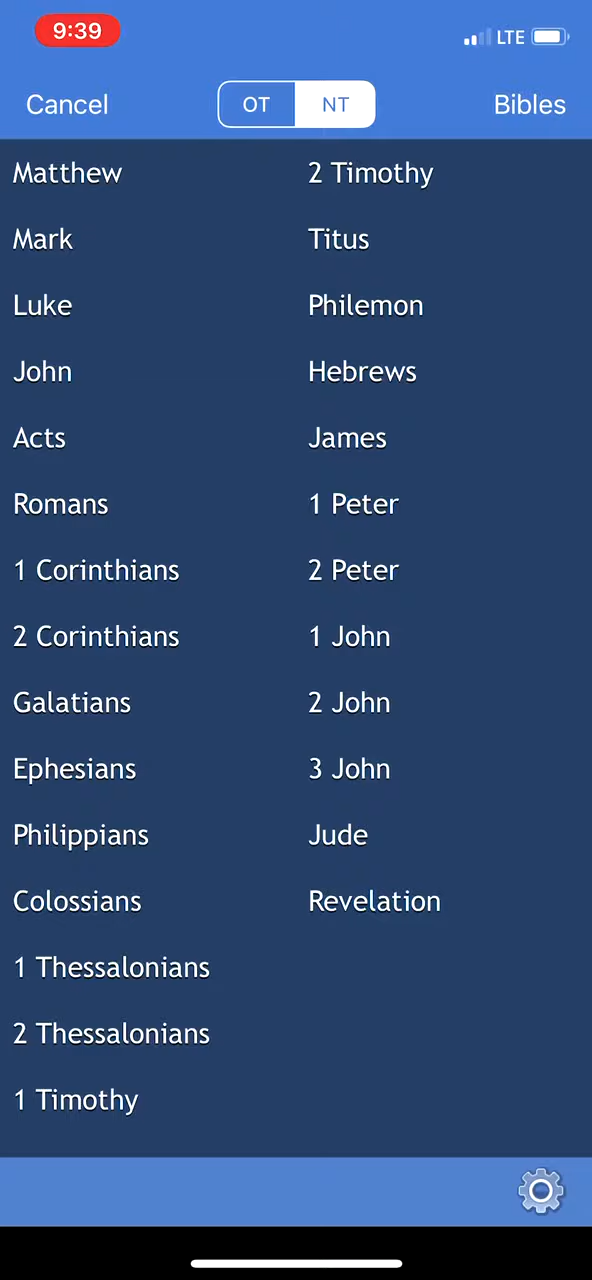 9:39
LTE
Cancel
OT
NT
Bibles
Matthew
Mark
Luke
John
Acts
Romans
1 Corinthians
2 Corinthians
Galatians
Ephesians
Philippians
Colossians
1 Thessalonians
2 Thessalonians
1 Timothy
2 Timothy
Titus
Philemon
Hebrews
James
1 Peter
2 Peter
1 John
2 John
3 John
Jude
Revelation